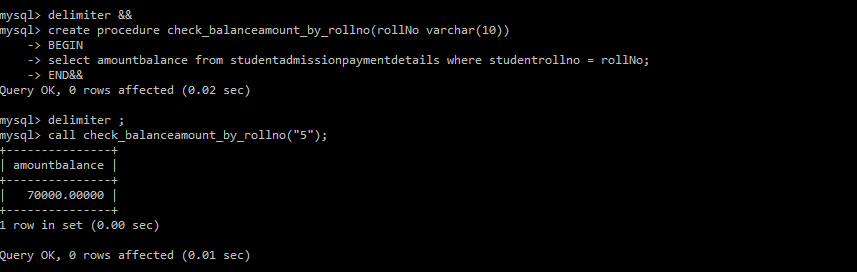 mysql> delimiter &&
mysql> create procedure check_balanceamount_by_rollno(rollNo varchar(10))
    -> BEGIN
    -> select amountbalance from studentadmissionpaymentdetails where studentrollno = rollNo;
    -> END&&
Query OK, 0 rows affected (0.02 sec)

mysql> delimiter ;
mysql> call check_balanceamount_by_rollno("5");
+---------------+
| amountbalance |
+---------------+
|   70000.00000 |
+---------------+
1 row in set (0.00 sec)

Query OK, 0 rows affected (0.01 sec)